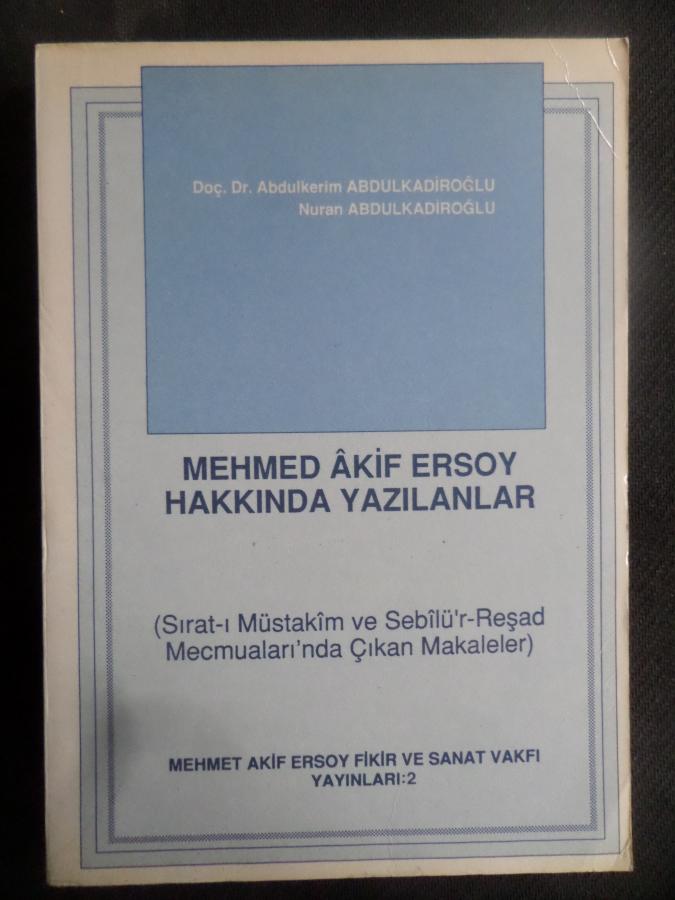 Doç. Dr. Abdulkerim ABDULKADİROĞLU
Nuran ABDULKADİROĞLU
MEHMED ÂKİF ERSOY
HAKKINDA YAZILANLAR
(Sırat-ı Müstakîm ve Sebîlü'r-Reşad
Mecmuaları'nda Çıkan Makaleler)
MEHMET AKİF ERSOY FİKİR VE SANAT VAKFI
YAYINLARI:2